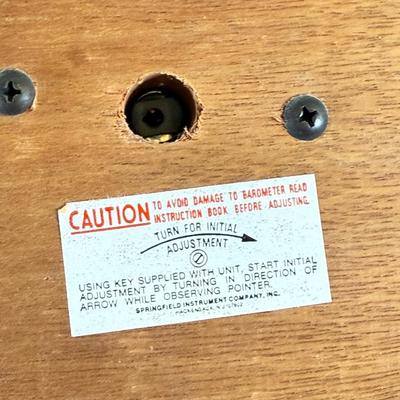 CAUTION TO AVOID DAMAGE TO BAROMETER READ
INSTRUCTION BOOK BEFORE ADJUSTING.
TURN FOR INITIAL
ADJUSTMENT
USING KEY SUPPLIED WITH UNIT, START INITIAL
ADJUSTMENT BY TURNING IN DIRECTION OF
ARROW WHILE OBSERVING POINTER.
SPRINGFIELD INSTRUMENT COMPANY, INC.
HACKENSACK, N.J.